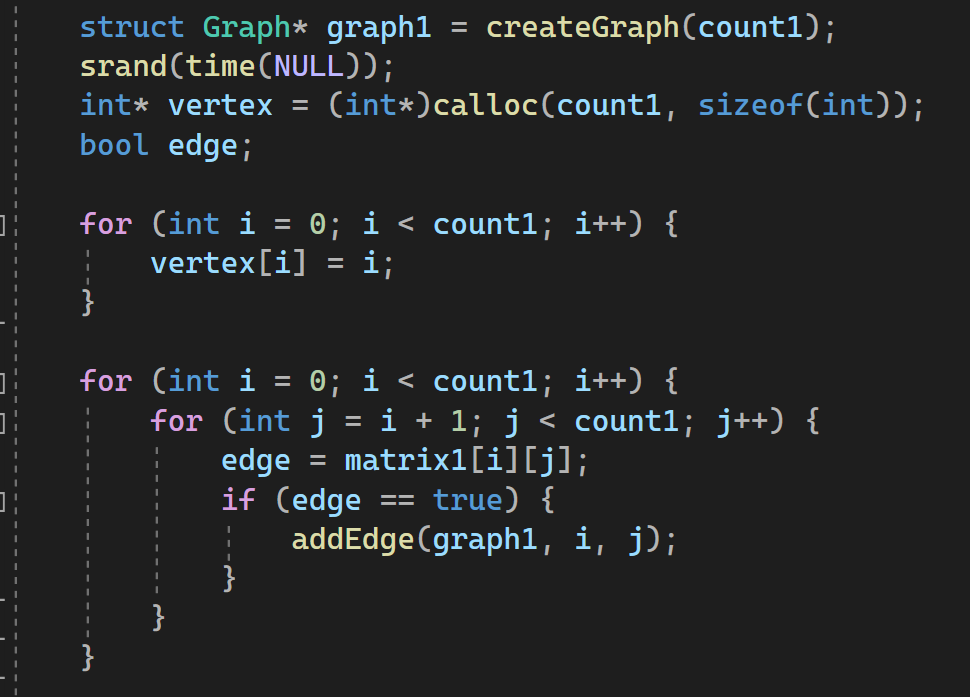 struct Graph* graph1 = createGraph(count1);
srand(time(NULL));
int* vertex = (int*)calloc(count1, sizeof(int));
bool edge;
for (int i = 0; i < count1; i++) {
vertex[i] = i;
}
for (int i = 0; i < count1; i++) {
for (int j = i + 1; j < count1; j++) {
edge = matrix1[i][j];
if (edge == true) {
addEdge(graph1, i, j);
}
}
}